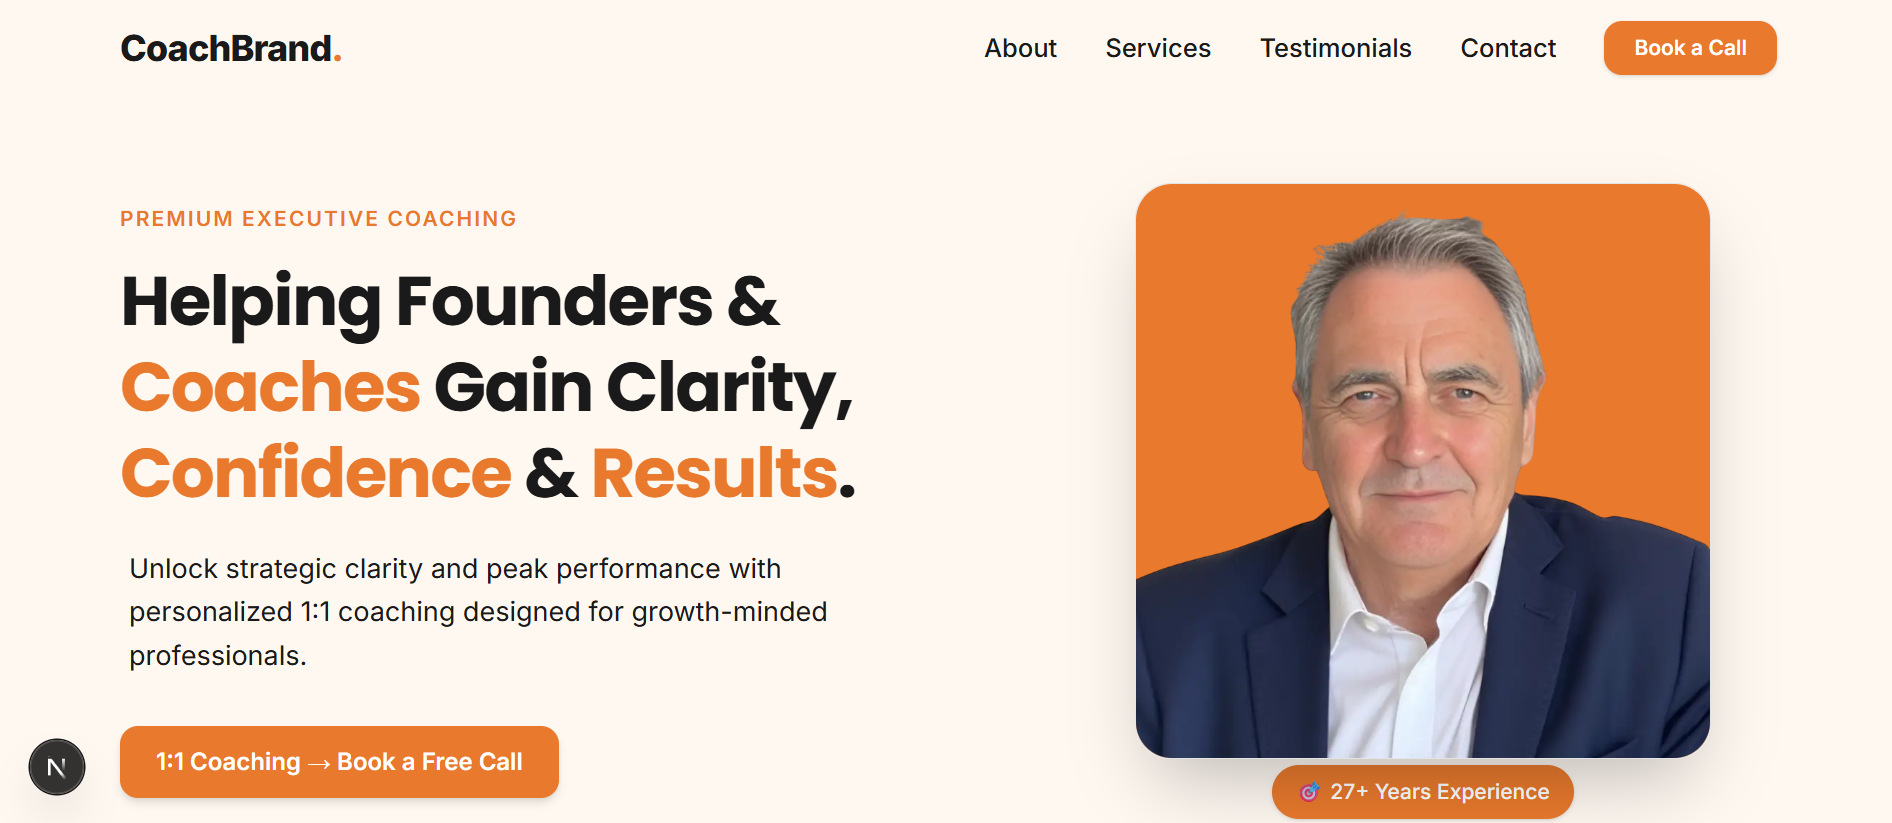 CoachBrand.
About Services Testimonials Contact Book a Call
PREMIUM EXECUTIVE COACHING
Helping Founders &
Coaches Gain Clarity,
Confidence & Results.
Unlock strategic clarity and peak performance with
personalized 1:1 coaching designed for growth-minded
professionals.
1:1 Coaching → Book a Free Call
N
🎯 27+ Years Experience